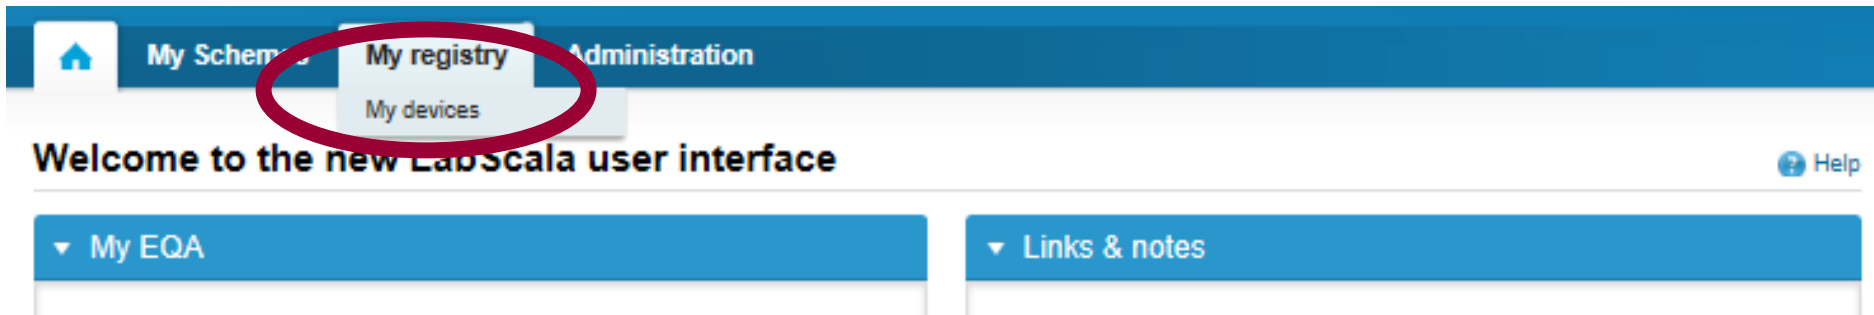 My Schemes My registry Administration
My devices
Welcome to the new LabScala user interface
Help
My EQA
Links & notes